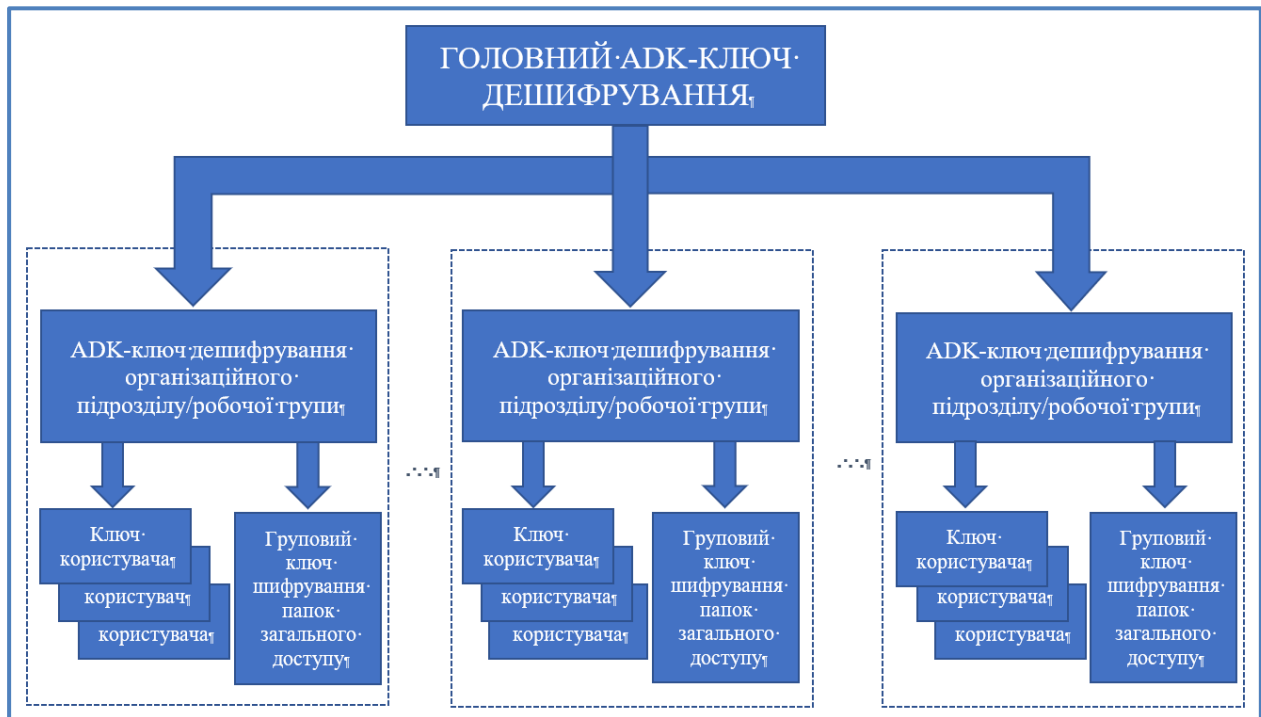 ГОЛОВНИЙ·ADK-КЛЮЧ·
ДЕШИФРУВАННЯ¶
ADK-ключ·дешифрування·
організаційного·
підрозділу/робочої·групи¶
Ключ·
користувача¶
користувач¶
користувача¶
Груповий·
ключ·
шифрування·
папок·
загального·
доступу¶
.·.·.¶
ADK-ключ·дешифрування·
організаційного·
підрозділу/робочої·групи¶
Ключ·
користувача¶
користувача¶
користувача¶
Груповий·
ключ·
шифрування·
папок·
загального·
доступу¶
.·.·.¶
ADK-ключ·дешифрування·
організаційного·
підрозділу/робочої·групи¶
Ключ·
користувача¶
користувача¶
користувача¶
Груповий·
ключ·
шифрування·
папок·
загального·
доступу¶